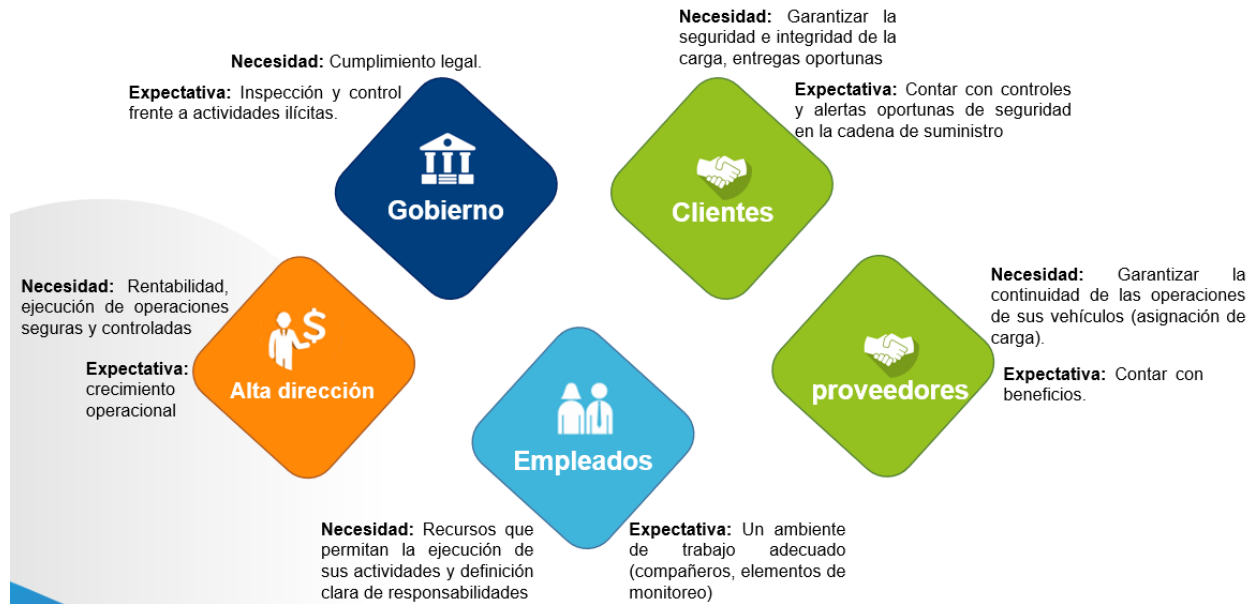 Necesidad: Cumplimiento legal.
Expectativa: Inspección y control
frente a actividades ilícitas.
Gobierno
Necesidad: Garantizar la
seguridad e integridad de la
carga, entregas oportunas
Expectativa: Contar con controles
y alertas oportunas de seguridad
en la cadena de suministro
Clientes
Necesidad: Rentabilidad,
ejecución de operaciones
seguras y controladas
Expectativa:
crecimiento
operacional
$
Alta dirección
Necesidad: Garantizar la
continuidad de las operaciones
de sus vehículos (asignación de
carga).
Expectativa: Contar con
beneficios.
proveedores
Empleados
Necesidad: Recursos que
permitan la ejecución de
sus actividades y definición
clara de responsabilidades
Expectativa: Un ambiente
de trabajo adecuado
(compañeros, elementos de
monitoreo)